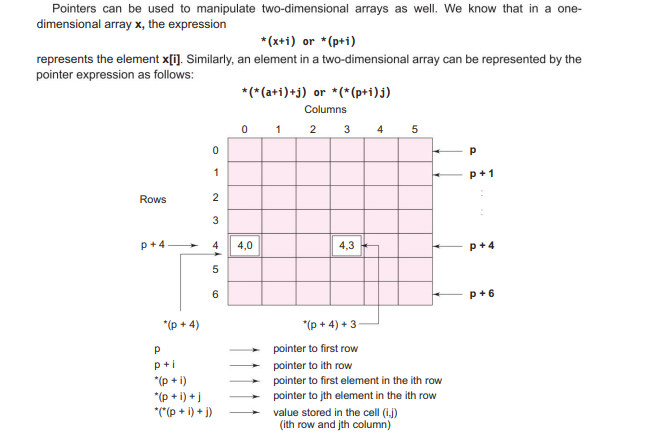 Pointers can be used to manipulate two-dimensional arrays as well. We know that in a one-
dimensional array x, the expression
*(x+i) or *(p+i)
represents the element x[i]. Similarly, an element in a two-dimensional array can be represented by the
pointer expression as follows:
*(*(a+i)+j) or *(*(p+i)j)
Columns
0 1 2 3 4 5
0 p
1 p + 1
Rows 2 :
3 :
p + 4 4 4,0 4,3 p + 4
5
6 p + 6
*(p + 4) *(p + 4) + 3
p pointer to first row
p + i pointer to ith row
*(p + i) pointer to first element in the ith row
*(p + i) + j pointer to jth element in the ith row
*(*(p + i) + j) value stored in the cell (i,j)
(ith row and jth column)